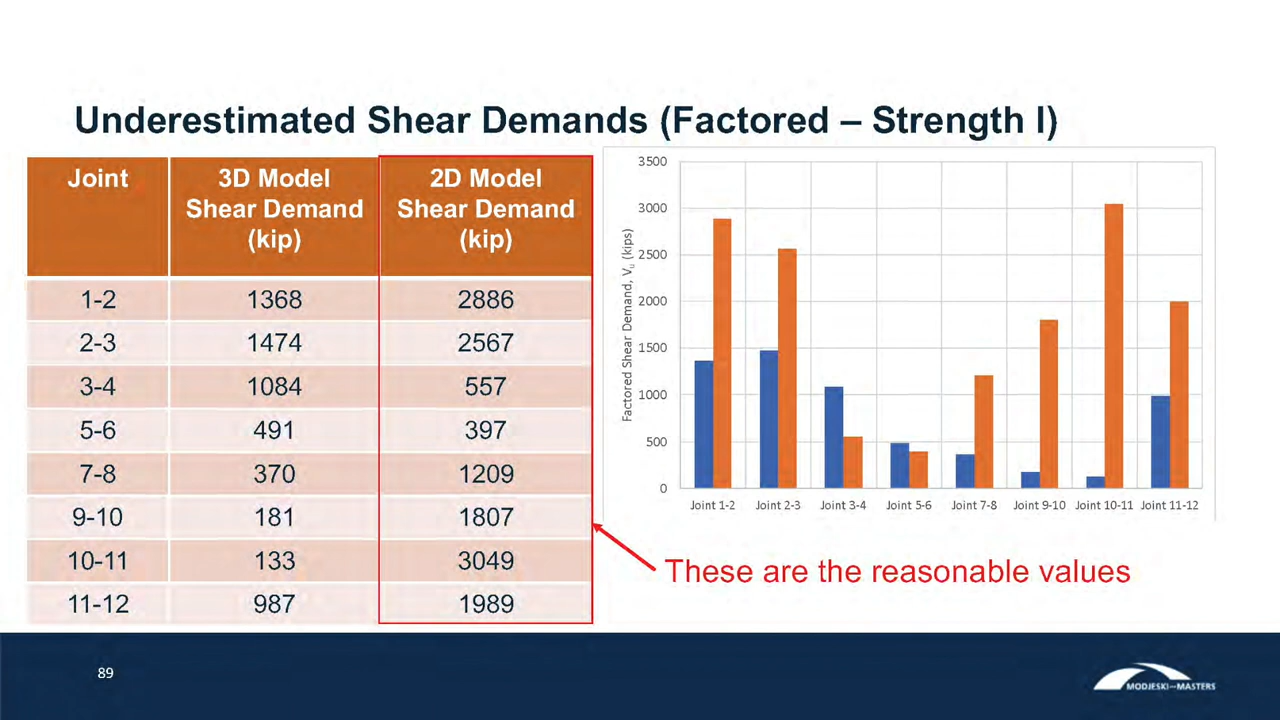 Underestimated Shear Demands (Factored – Strength I)
Joint
3D Model
Shear Demand
(kip)
2D Model
Shear Demand
(kip)
1-2 1368 2886
2-3 1474 2567
3-4 1084 557
5-6 491 397
7-8 370 1209
9-10 181 1807
10-11 133 3049
11-12 987 1989
Factored Shear Demand, Vu (kips)
3500
3000
2500
2000
1500
1000
500
0
Joint 1-2 Joint 2-3 Joint 3-4 Joint 5-6 Joint 7-8 Joint 9-10 Joint 10-11 Joint 11-12
These are the reasonable values
89
MODJESKI and MASTERS